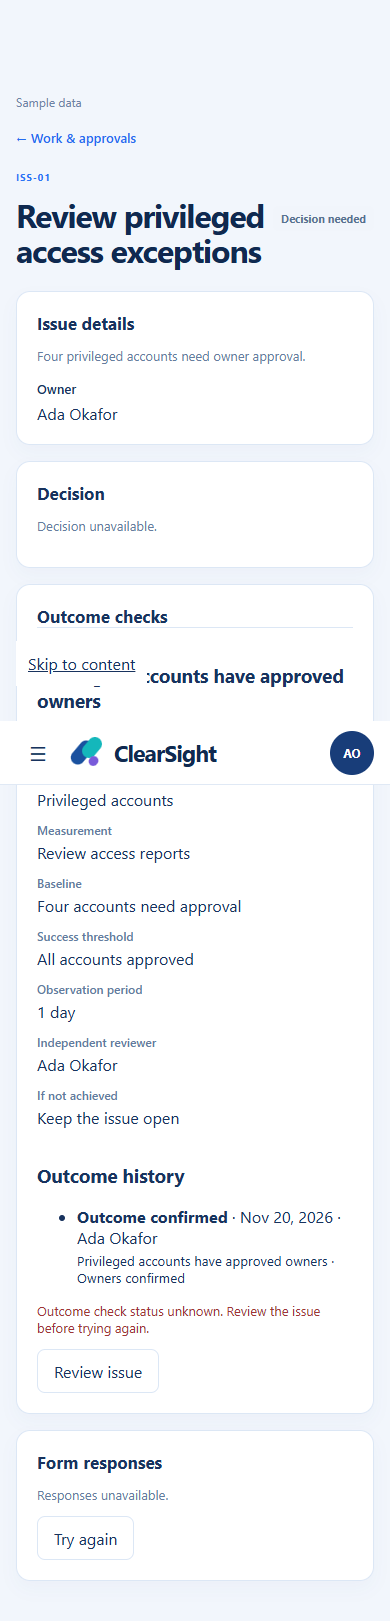 Sample data
← Work & approvals
ISS-01
Review privileged
access exceptions
Decision needed
Issue details
Four privileged accounts need owner approval.
Owner
Ada Okafor
Decision
Decision unavailable.
Outcome checks
Skip to content
ccounts have approved
owners
☰ ClearSight AO
Privileged accounts
Measurement
Review access reports
Baseline
Four accounts need approval
Success threshold
All accounts approved
Observation period
1 day
Independent reviewer
Ada Okafor
If not achieved
Keep the issue open
Outcome history
• Outcome confirmed · Nov 20, 2026 ·
Ada Okafor
Privileged accounts have approved owners ·
Owners confirmed
Outcome check status unknown. Review the issue
before trying again.
Review issue
Form responses
Responses unavailable.
Try again